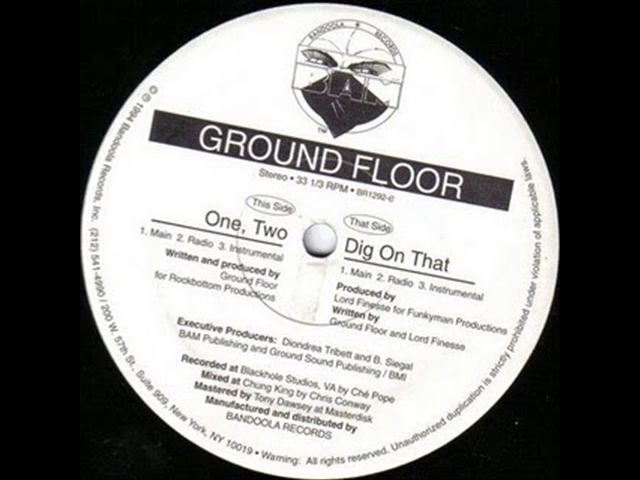 BANDOOLA RECORDS
BAM
TM
GROUND FLOOR
Stereo • 33 1/3 RPM • BR1292-6
This Side
One, Two
1. Main 2. Radio 3. Instrumental
Written and produced by
Ground Floor
for Rockbottom Productions
That Side
Dig On That
1. Main 2. Radio 3. Instrumental
Produced by
Lord Finesse for Funkyman Productions
Written by
Ground Floor and Lord Finesse
Executive Producers: Diondrea Tribett and B. Siegal
BAM Publishing and Ground Sound Publishing / BMI
Recorded at Blackhole Studios, VA by Ché Pope
Mixed at Chung King by Chris Conway
Mastered by Tony Dawsey at Masterdisk
Manufactured and distributed by
BANDOOLA RECORDS
© ℗ 1994 Bandoola Records, Inc. (212) 541-4990 / 200 W. 57th St., Suite 909, New York, NY 10019 • Warning: All rights reserved. Unauthorized duplication is strictly prohibited under violation of applicable laws.